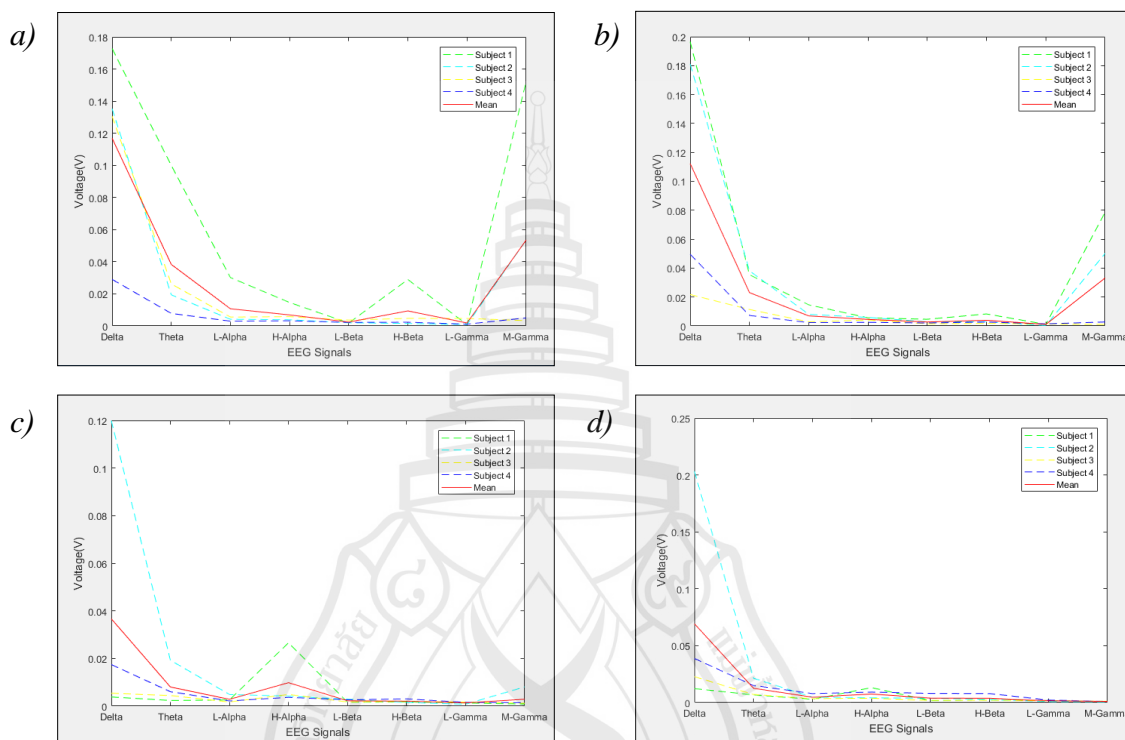 a)
0.18
0.16
0.14
0.12
0.1
0.08
0.06
0.04
0.02
0
Voltage(V)
Delta Theta L-Alpha H-Alpha L-Beta H-Beta L-Gamma M-Gamma
EEG Signals
Subject 1
Subject 2
Subject 3
Subject 4
Mean
b)
0.2
0.18
0.16
0.14
0.12
0.1
0.08
0.06
0.04
0.02
0
Voltage(V)
Delta Theta L-Alpha H-Alpha L-Beta H-Beta L-Gamma M-Gamma
EEG Signals
Subject 1
Subject 2
Subject 3
Subject 4
Mean
c)
0.12
0.1
0.08
0.06
0.04
0.02
0
Voltage(V)
Delta Theta L-Alpha H-Alpha L-Beta H-Beta L-Gamma M-Gamma
EEG Signals
Subject 1
Subject 2
Subject 3
Subject 4
Mean
d)
0.25
0.2
0.15
0.1
0.05
0
Voltage(V)
Delta Theta L-Alpha H-Alpha L-Beta H-Beta L-Gamma M-Gamma
EEG Signals
Subject 1
Subject 2
Subject 3
Subject 4
Mean